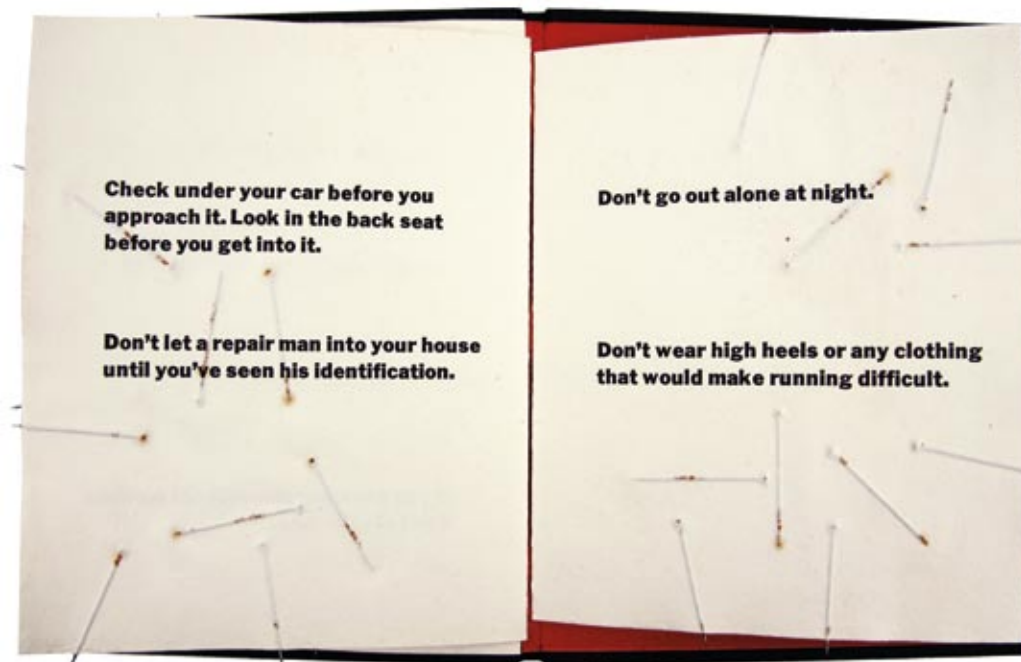 Check under your car before you
approach it. Look in the back seat
before you get into it.
Don't let a repair man into your house
until you've seen his identification.
Don't go out alone at night.
Don't wear high heels or any clothing
that would make running difficult.